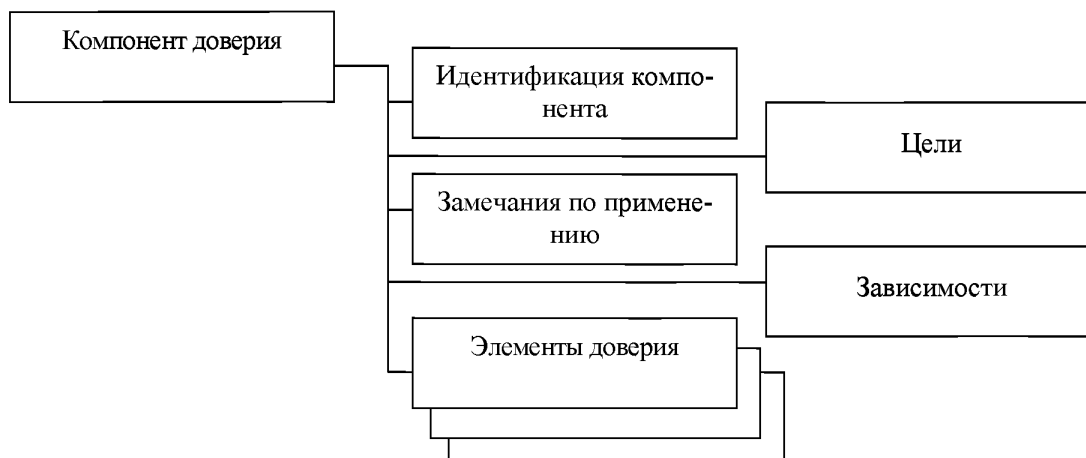 Компонент доверия
Идентификация компо-
нента
Цели
Замечания по примене-
нию
Зависимости
Элементы доверия